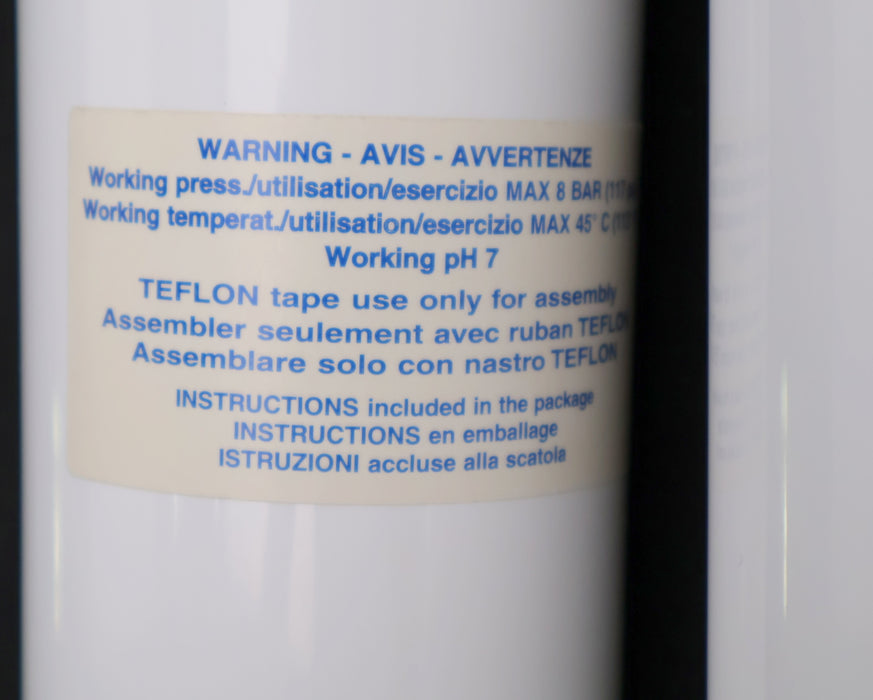 WARNING - AVIS - AVVERTENZE
Working press./utilisation/esercizio MAX 8 BAR
Working temperat./utilisation/esercizio MAX 45° C
Working pH 7
TEFLON tape use only for assembly
Assembler seulement avec ruban TEFLON
Assemblare solo con nastro TEFLON
INSTRUCTIONS included in the package
INSTRUCTIONS en emballage
ISTRUZIONI accluse alla scatola